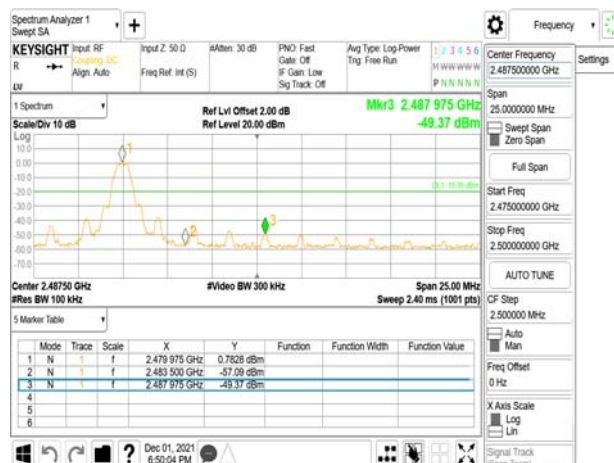 Spectrum Analyzer 1
Swept SA
+
Frequency
Settings
KEYSIGHT
R
Input: RF
Coupling: DC
Align: Auto
Input Z: 50 Ω
Freq Ref: Int (S)
#Atten: 30 dB
PNO: Fast
Gate: Off
IF Gain: Low
Sig Track: Off
Avg Type: Log-Power
Trig: Free Run
1 2 3 4 5 6
M W W W W W
P N N N N N
1 Spectrum
Scale/Div 10 dB
Log
Ref Lvl Offset 2.00 dB
Ref Level 20.00 dBm
Mkr3 2.487 975 GHz
-49.37 dBm
10.0
0.00
-10.0
-20.0
-30.0
-40.0
-50.0
-60.0
-70.0
1
2
3
Center 2.48750 GHz
#Res BW 100 kHz
#Video BW 300 kHz
Span 25.00 MHz
Sweep 2.40 ms (1001 pts)
5 Marker Table
Mode Trace Scale X Y Function Function Width Function Value
1 N 1 f 2.479 975 GHz 0.7828 dBm
2 N 1 f 2.483 500 GHz -57.09 dBm
3 N 1 f 2.487 975 GHz -49.37 dBm
4
5
6
?
Dec 01, 2021
6:50:04 PM
Center Frequency
2.487500000 GHz
Span
25.0000000 MHz
Swept Span
Zero Span
Full Span
Start Freq
2.475000000 GHz
Stop Freq
2.500000000 GHz
AUTO TUNE
CF Step
2.500000 MHz
Auto
Man
Freq Offset
0 Hz
X Axis Scale
Log
Lin
Signal Track